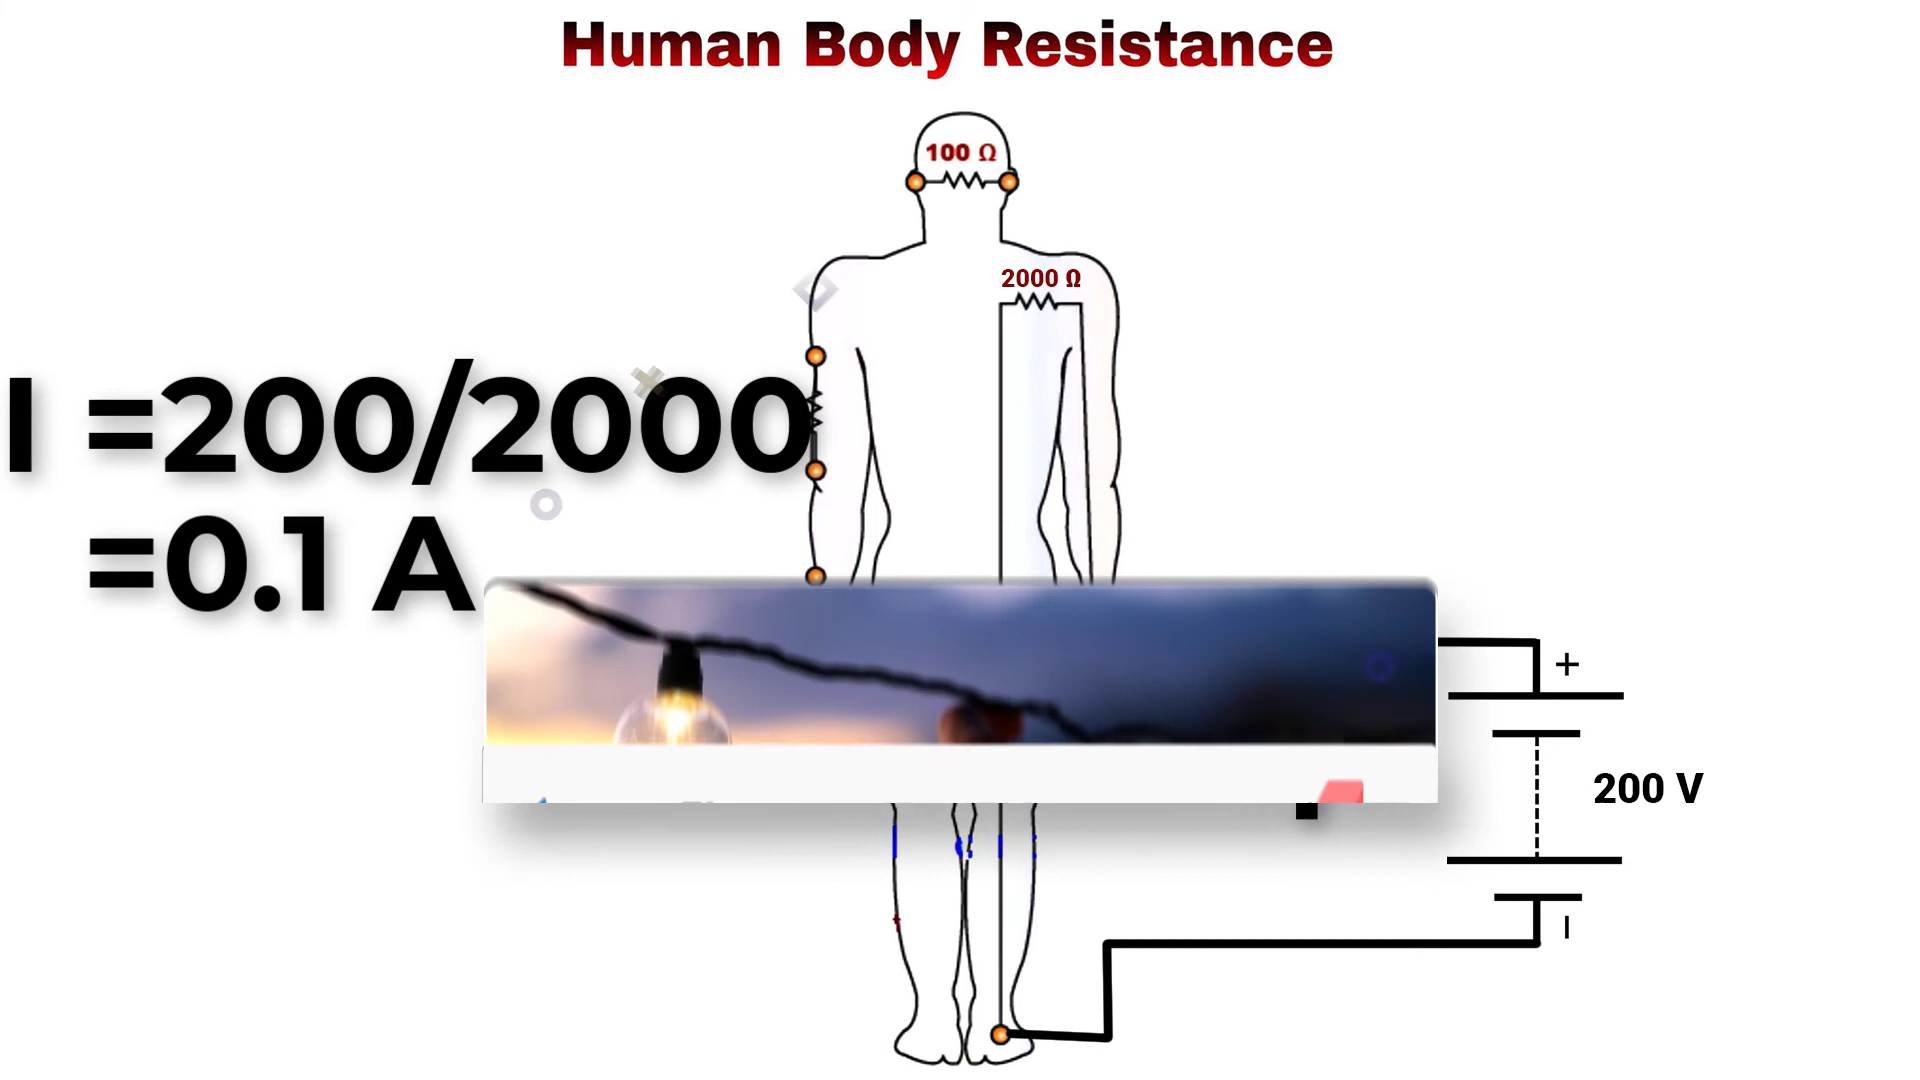 Human Body Resistance
100 Ω
2000 Ω
I =200/2000
=0.1 A
+
200 V
–